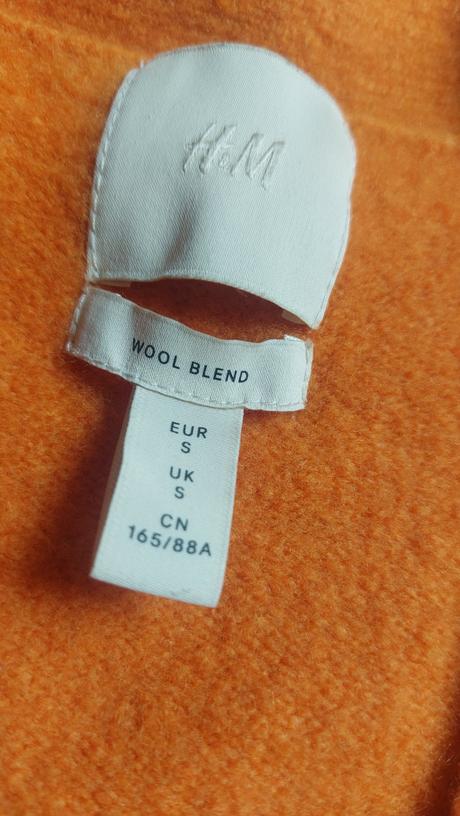 H&M
WOOL BLEND
EUR
S
UK
S
CN
165/88A